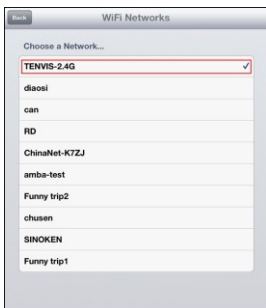 Back
WiFi Networks
Choose a Network...
TENVIS-2.4G
diaosi
can
RD
ChinaNet-K7ZJ
amba-test
Funny trip2
chusen
SINOKEN
Funny trip1